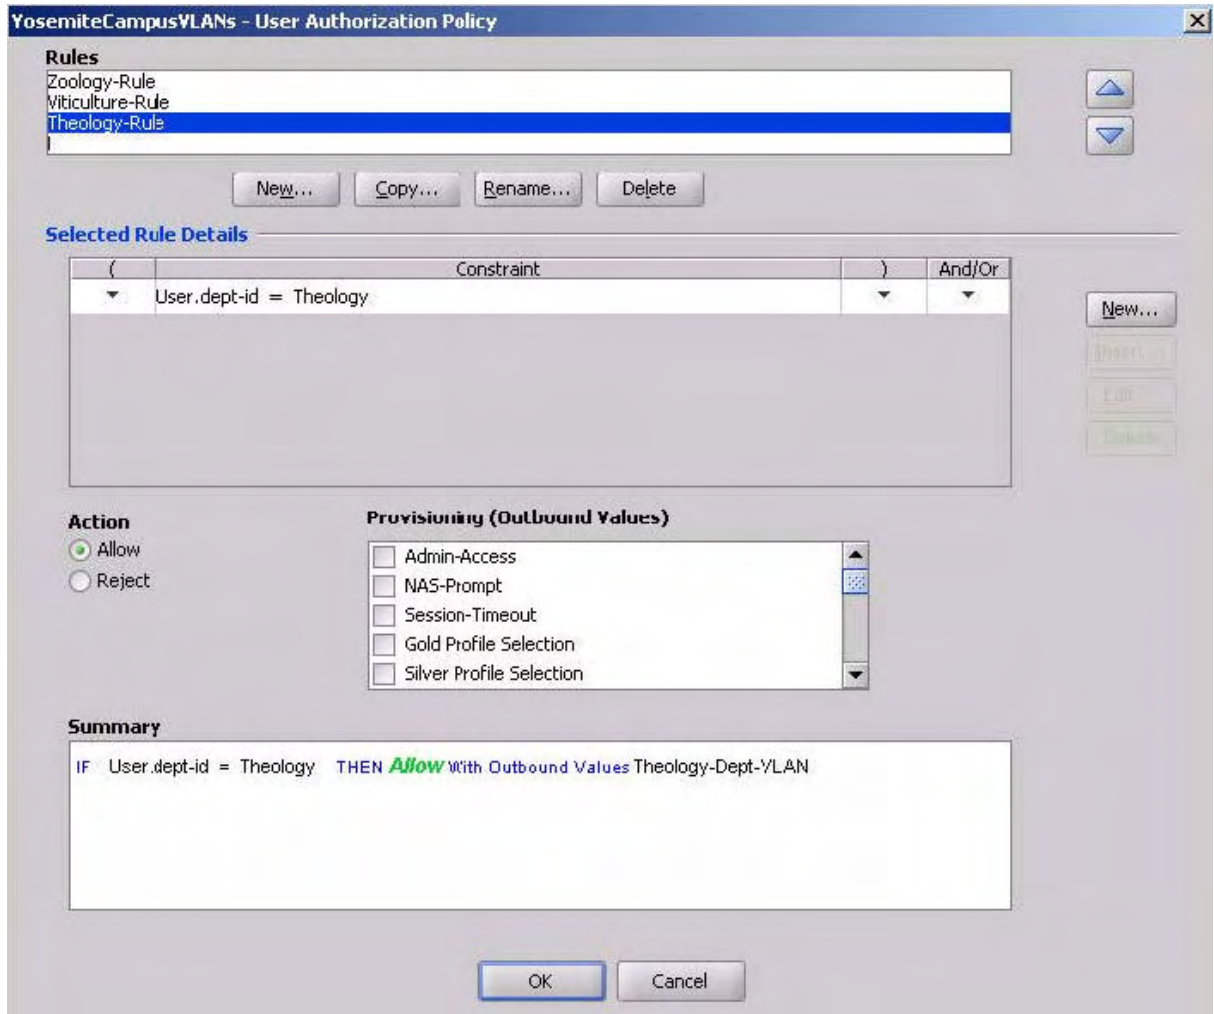 YosemiteCampusVLANs - User Authorization Policy
Rules
Zoology-Rule
Viticulture-Rule
Theology-Rule
New... Copy... Rename... Delete
Selected Rule Details
( Constraint ) And/Or
User.dept-id = Theology
New...
Insert...
Edit...
Delete
Action
Provisioning (Outbound Values)
Allow
Reject
Admin-Access
NAS-Prompt
Session-Timeout
Gold Profile Selection
Silver Profile Selection
Summary
IF User.dept-id = Theology THEN Allow With Outbound Values Theology-Dept-VLAN
OK Cancel